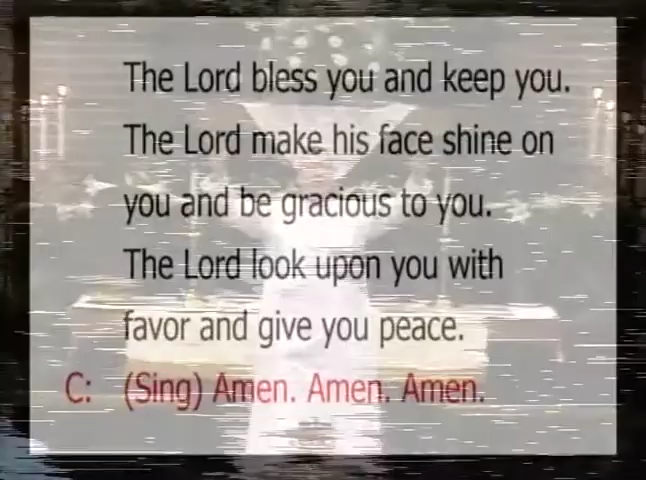 The Lord bless you and keep you.
The Lord make his face shine on
you and be gracious to you.
The Lord look upon you with
favor and give you peace.
C: (Sing) Amen. Amen. Amen.